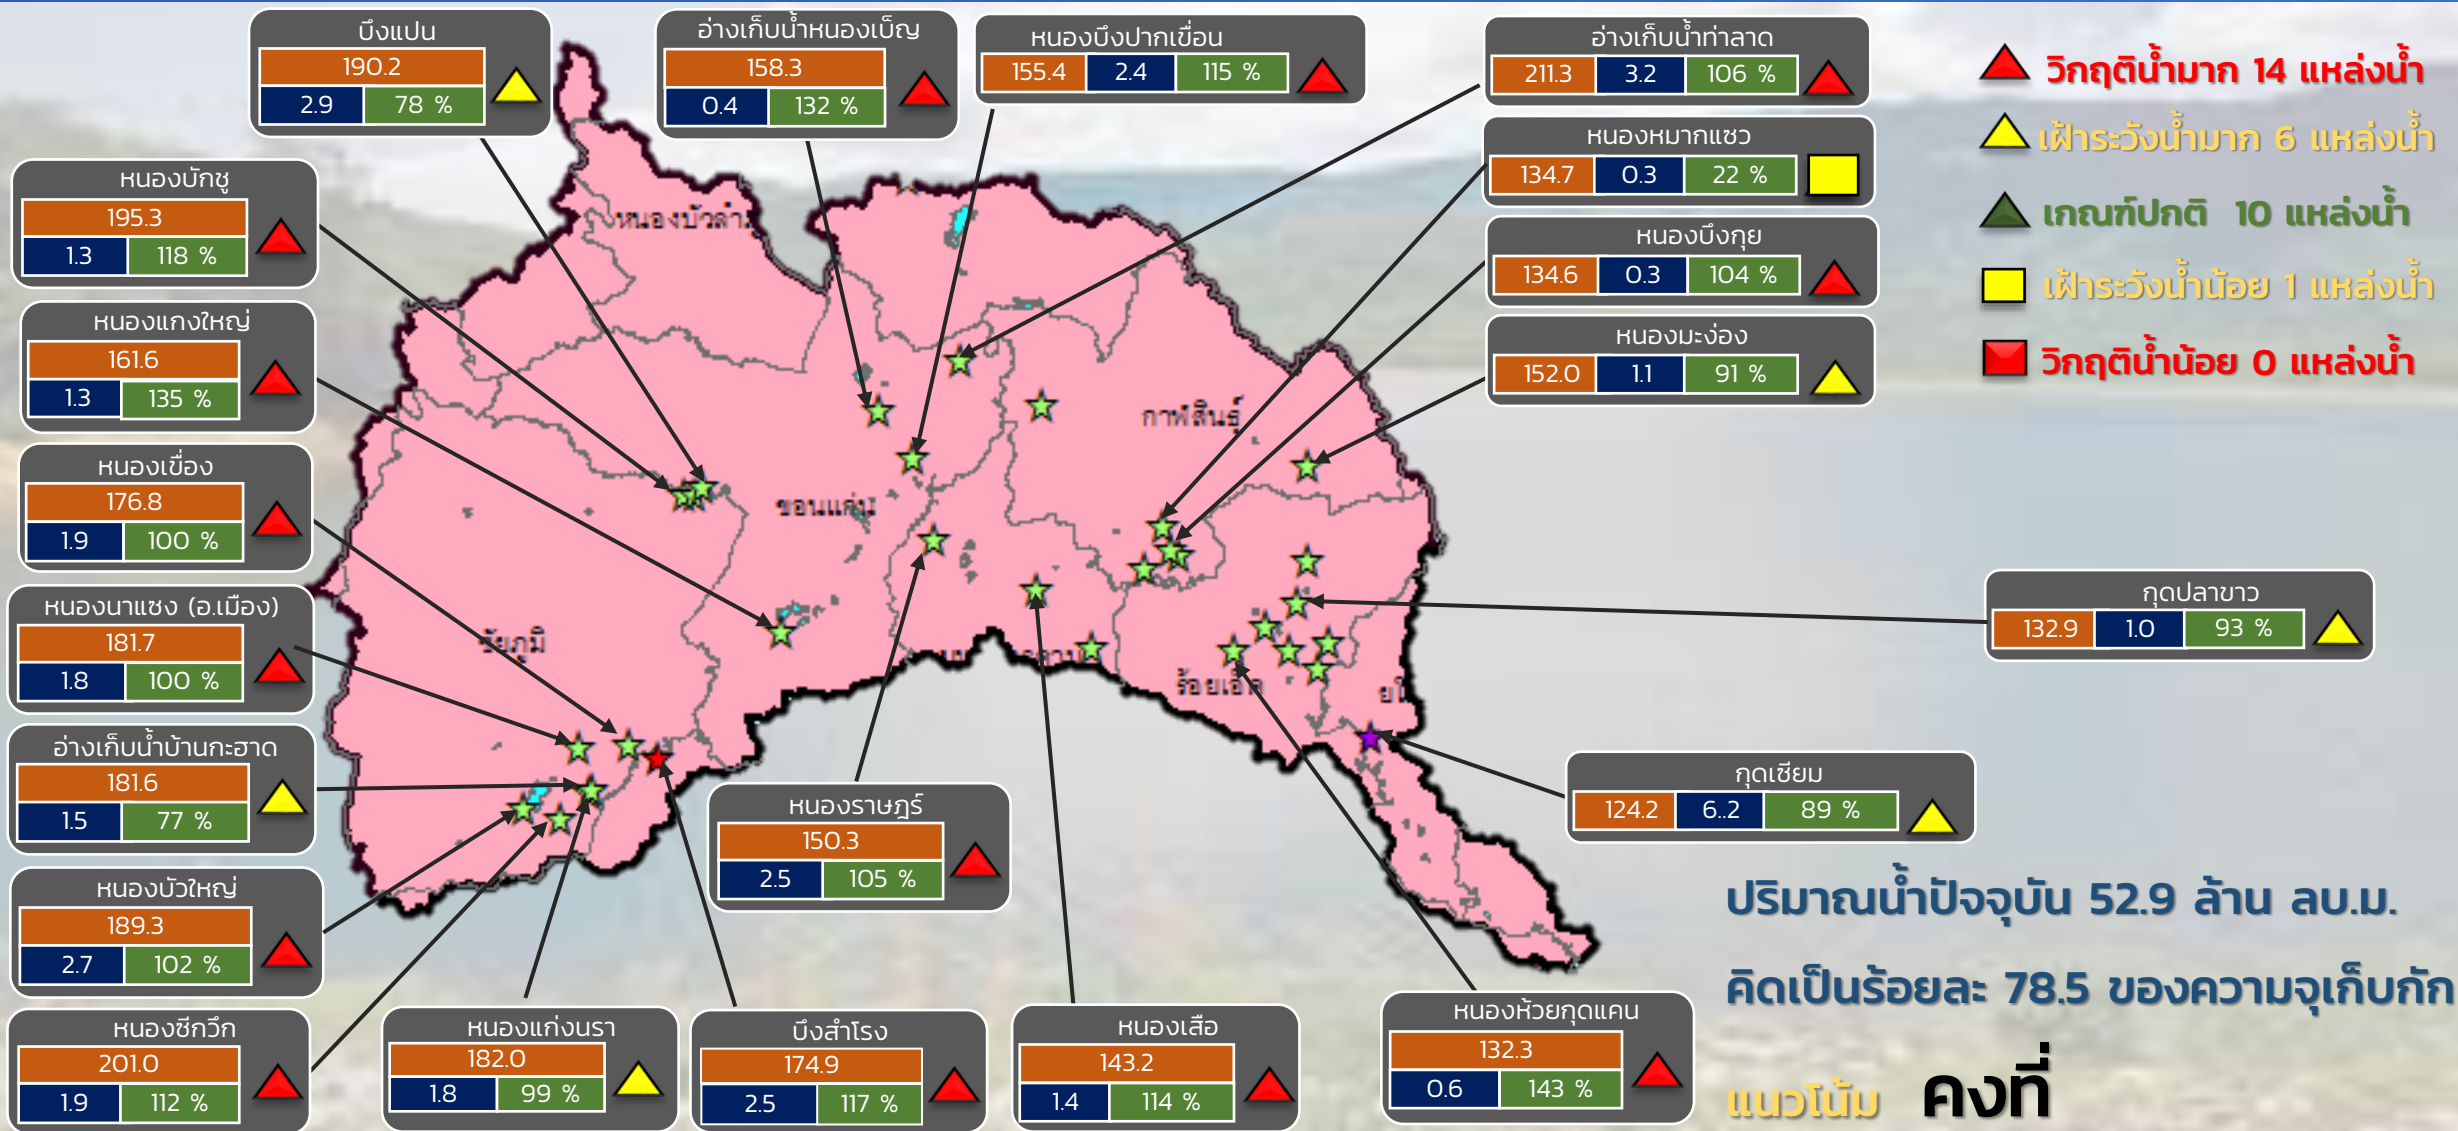 บึงแปน
190.2
2.9 78 %
อ่างเก็บน้ำหนองเบ็ญ
158.3
0.4 132 %
หนองบึงปากเขื่อน
155.4 2.4 115 %
อ่างเก็บน้ำท่าลาด
211.3 3.2 106 %
หนองหมากแซว
134.7 0.3 22 %
หนองบึงกุย
134.6 0.3 104 %
หนองมะง่อง
152.0 1.1 91 %
วิกฤติน้ำมาก 14 แหล่งน้ำ
เฝ้าระวังน้ำมาก 6 แหล่งน้ำ
เกณฑ์ปกติ 10 แหล่งน้ำ
เฝ้าระวังน้ำน้อย 1 แหล่งน้ำ
วิกฤติน้ำน้อย 0 แหล่งน้ำ
หนองบักชู
195.3
1.3 118 %
หนองแกงใหญ่
161.6
1.3 135 %
หนองเขื่อง
176.8
1.9 100 %
หนองนาแซง (อ.เมือง)
181.7
1.8 100 %
อ่างเก็บน้ำบ้านกะฮาด
181.6
1.5 77 %
หนองบัวใหญ่
189.3
2.7 102 %
หนองซีกวึก
201.0
1.9 112 %
หนองบัวลำภู
กาฬสินธุ์
ขอนแก่น
ชัยภูมิ
ร้อยเอ็ด
กุดปลาขาว
132.9 1.0 93 %
กุดเซียม
124.2 6..2 89 %
หนองราษฎร์
150.3
2.5 105 %
หนองแก่งนรา
182.0
1.8 99 %
บึงสำโรง
174.9
2.5 117 %
หนองเสือ
143.2
1.4 114 %
หนองห้วยกุดแคน
132.3
0.6 143 %
ปริมาณน้ำปัจจุบัน 52.9 ล้าน ลบ.ม.
คิดเป็นร้อยละ 78.5 ของความจุเก็บกัก
แนวโน้ม คงที่